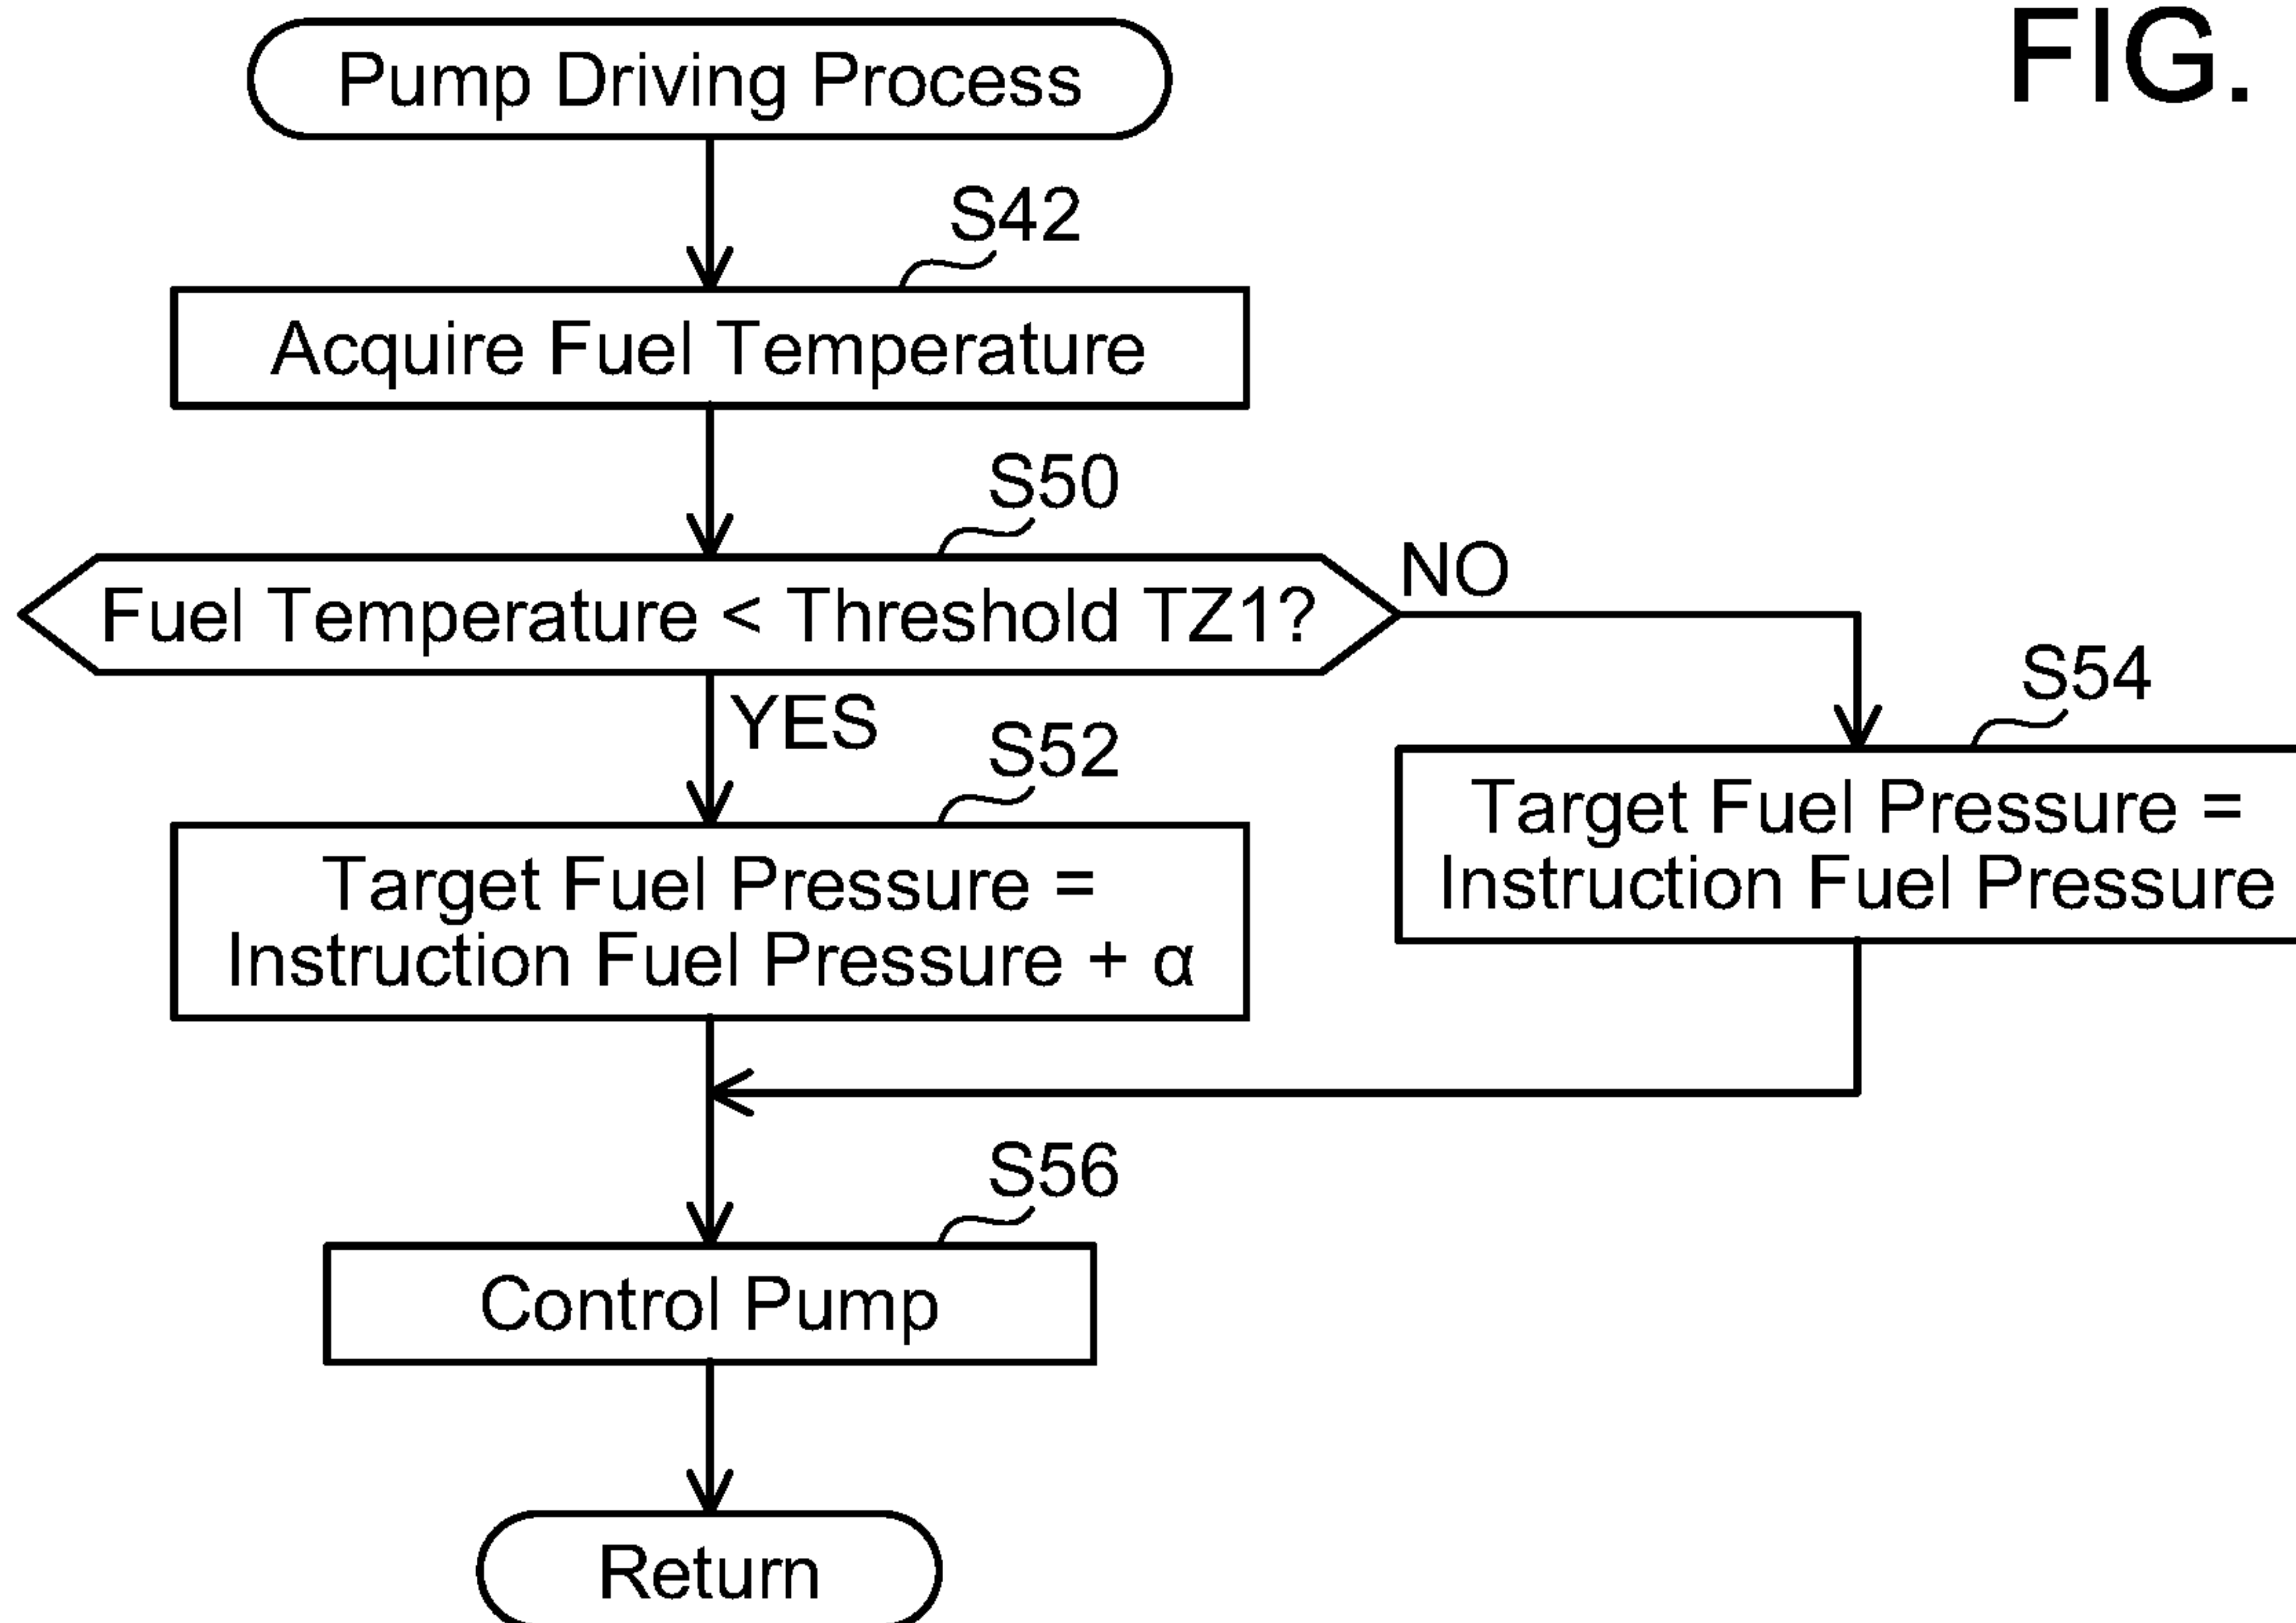 FIG.
Pump Driving Process
S42
Acquire Fuel Temperature
S50
Fuel Temperature < Threshold TZ1?
NO
YES
S52
Target Fuel Pressure =
Instruction Fuel Pressure + α
S54
Target Fuel Pressure =
Instruction Fuel Pressure
S56
Control Pump
Return